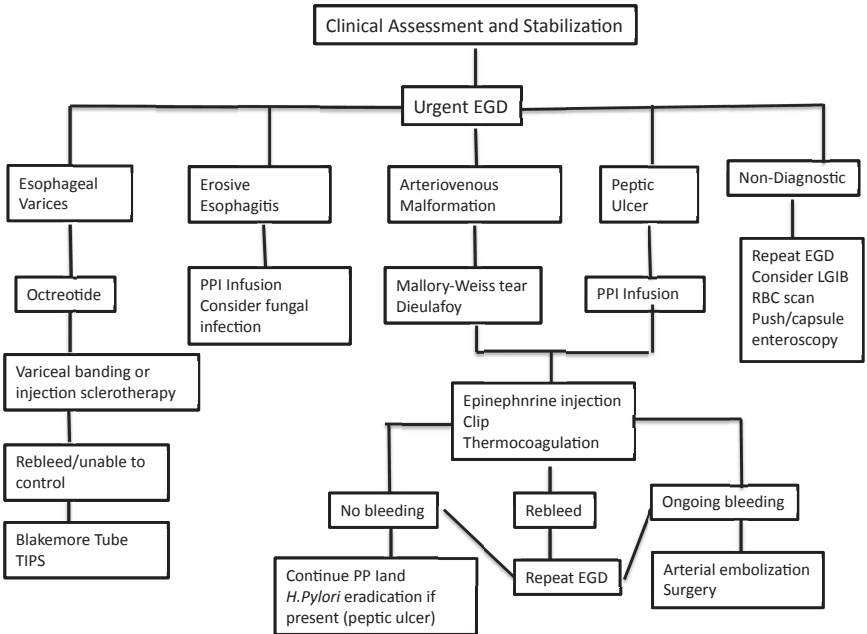 Clinical Assessment and Stabilization
Urgent EGD
Esophageal
Varices
Erosive
Esophagitis
Arteriovenous
Malformation
Peptic
Ulcer
Non-Diagnostic
Octreotide
PPI Infusion
Consider fungal
infection
Mallory-Weiss tear
Dieulafoy
PPI Infusion
Repeat EGD
Consider LGIB
RBC scan
Push/capsule
enteroscopy
Variceal banding or
injection sclerotherapy
Epinephnrine injection
Clip
Thermocoagulation
Rebleed/unable to
control
No bleeding
Rebleed
Ongoing bleeding
Blakemore Tube
TIPS
Continue PP Iand
H.Pylori eradication if
present (peptic ulcer)
Repeat EGD
Arterial embolization
Surgery